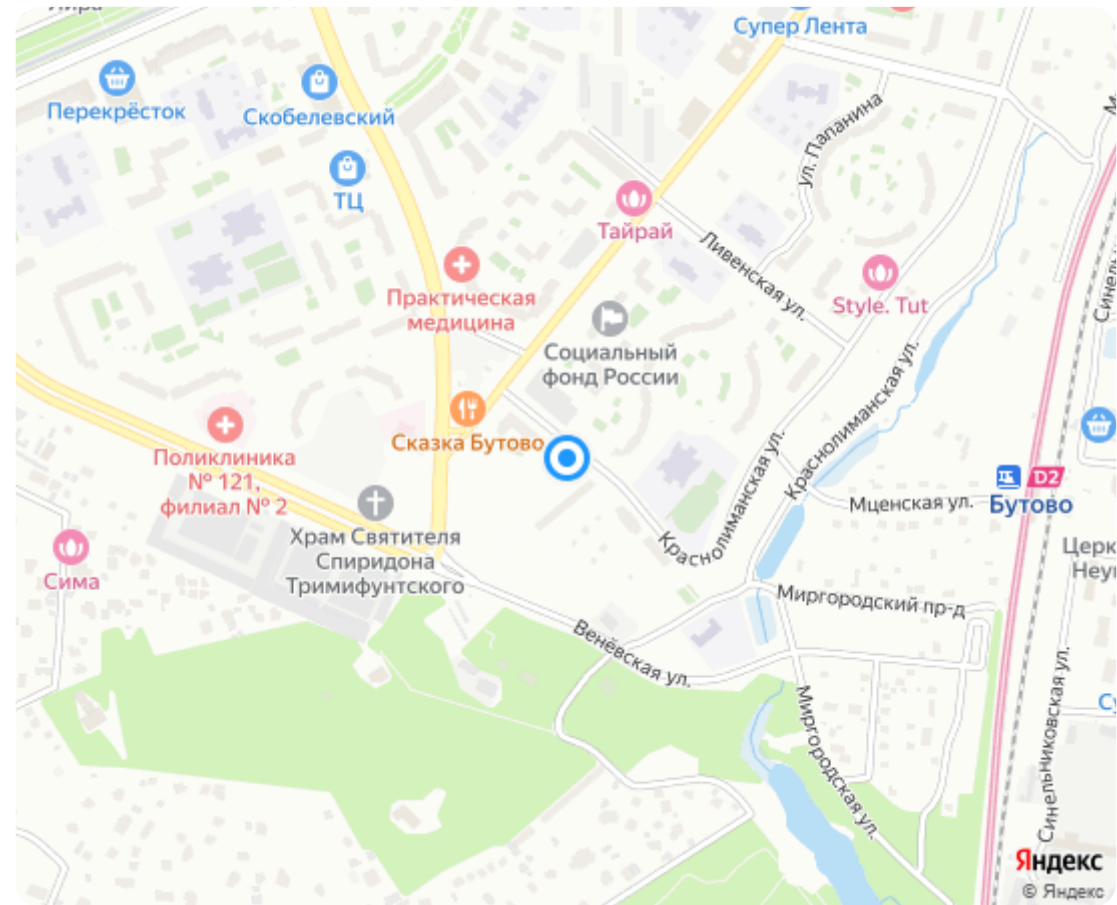 Супер Лента
Перекрёсток
Скобелевский
ТЦ
ул. Папанина
Тайрай
Ливенская ул.
Style. Tut
Практическая
медицина
Социальный
фонд России
Краснолиманская ул.
Сказка Бутово
Поликлиника
№ 121,
филиал № 2
Краснолиманская ул.
D2
Бутово
Мценская ул.
Храм Святителя
Спиридона
Тримифунтского
Сима
Миргородский пр-д
Венёвская ул.
Миргородская ул.
Синельниковская ул.
Яндекс
© Яндекс